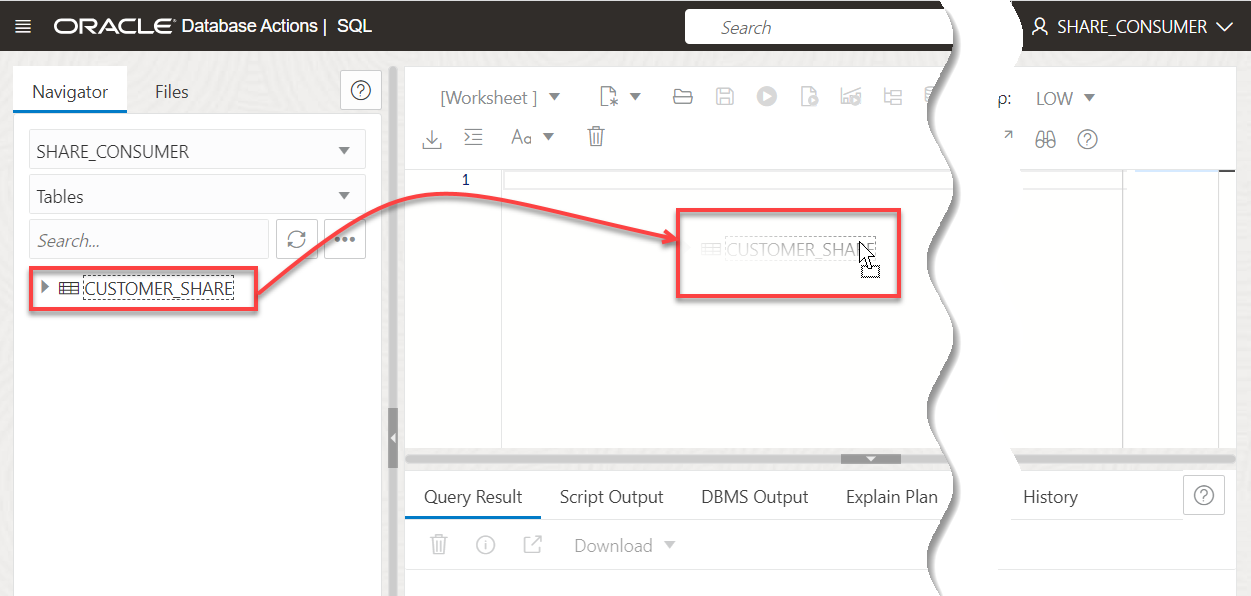 ORACLE Database Actions | SQL
Search
SHARE_CONSUMER
Navigator
Files
SHARE_CONSUMER
Tables
Search...
CUSTOMER_SHARE
[Worksheet ]
p:
LOW
Aa
1
CUSTOMER_SHARE
Query Result
Script Output
DBMS Output
Explain Plan
History
Download